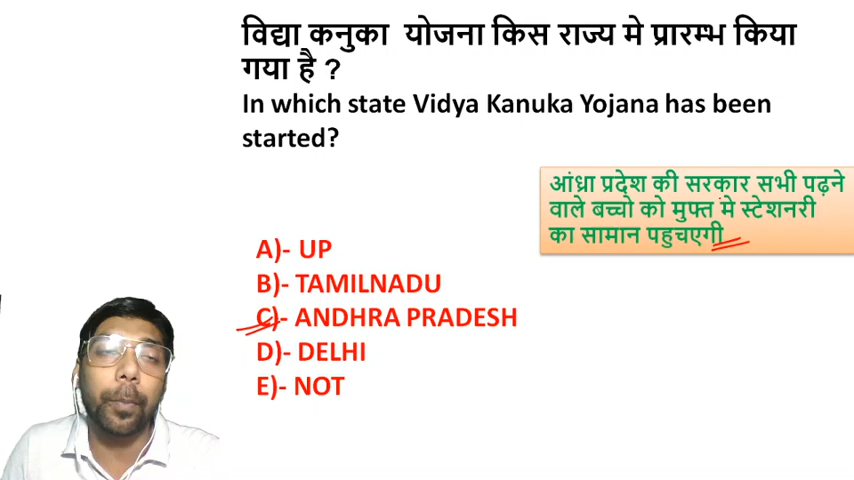 विद्या कनुका योजना किस राज्य मे प्रारम्भ किया
गया है ?
In which state Vidya Kanuka Yojana has been
started?
आंध्रा प्रदेश की सरकार सभी पढ़ने
वाले बच्चो को मुफ्त मे स्टेशनरी
का सामान पहुचएगी
A)- UP
B)- TAMILNADU
C)- ANDHRA PRADESH
D)- DELHI
E)- NOT